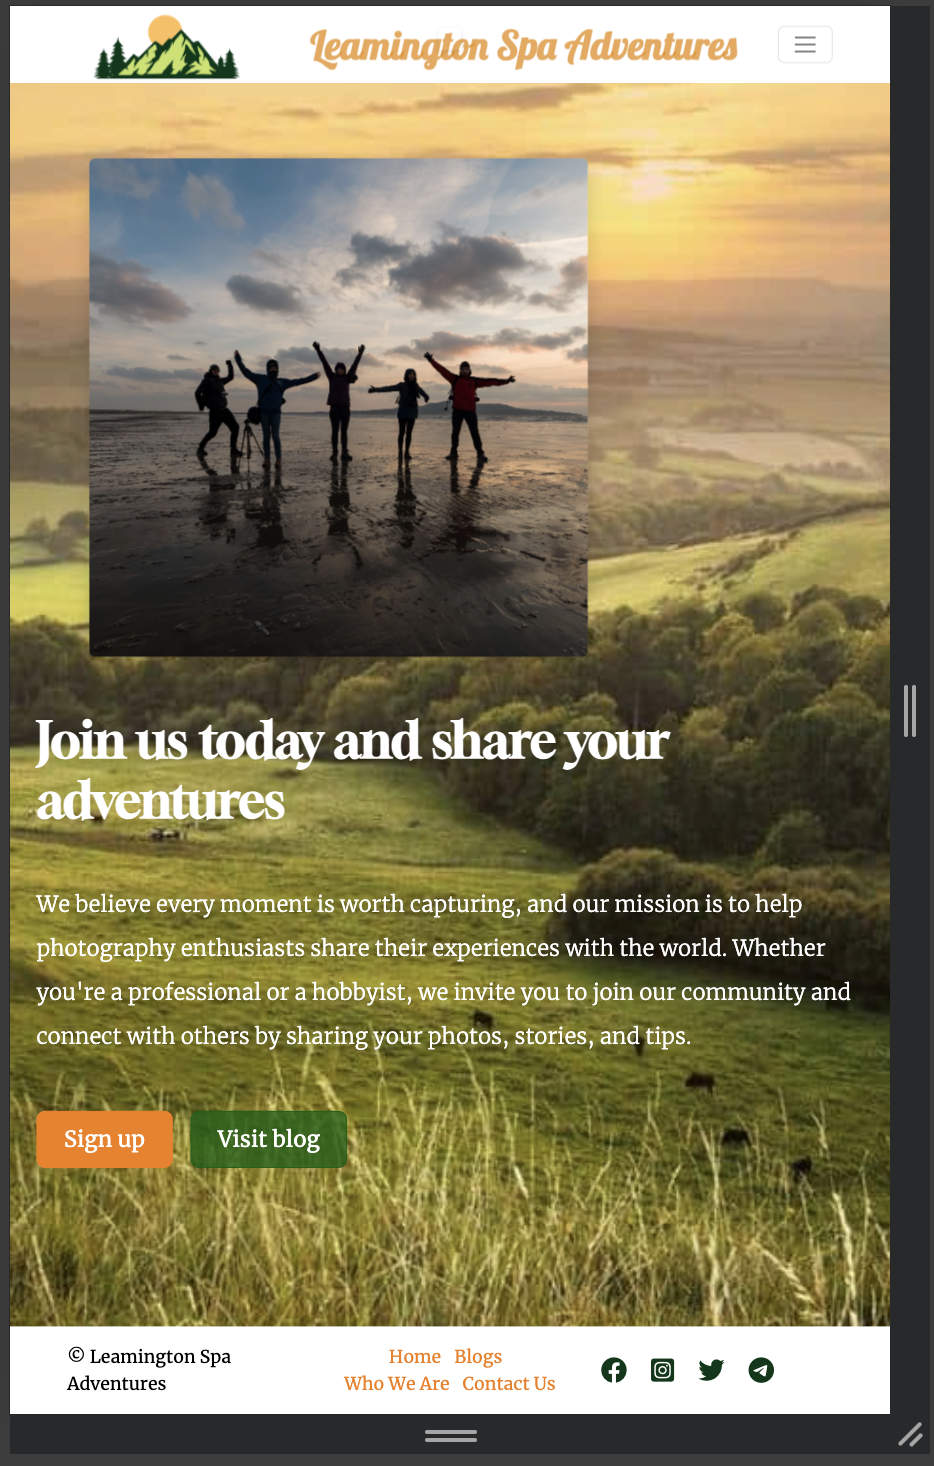 Leamington Spa Adventures
Join us today and share your
adventures
We believe every moment is worth capturing, and our mission is to help
photography enthusiasts share their experiences with the world. Whether
you're a professional or a hobbyist, we invite you to join our community and
connect with others by sharing your photos, stories, and tips.
Sign up
Visit blog
© Leamington Spa
Adventures
Home Blogs
Who We Are Contact Us